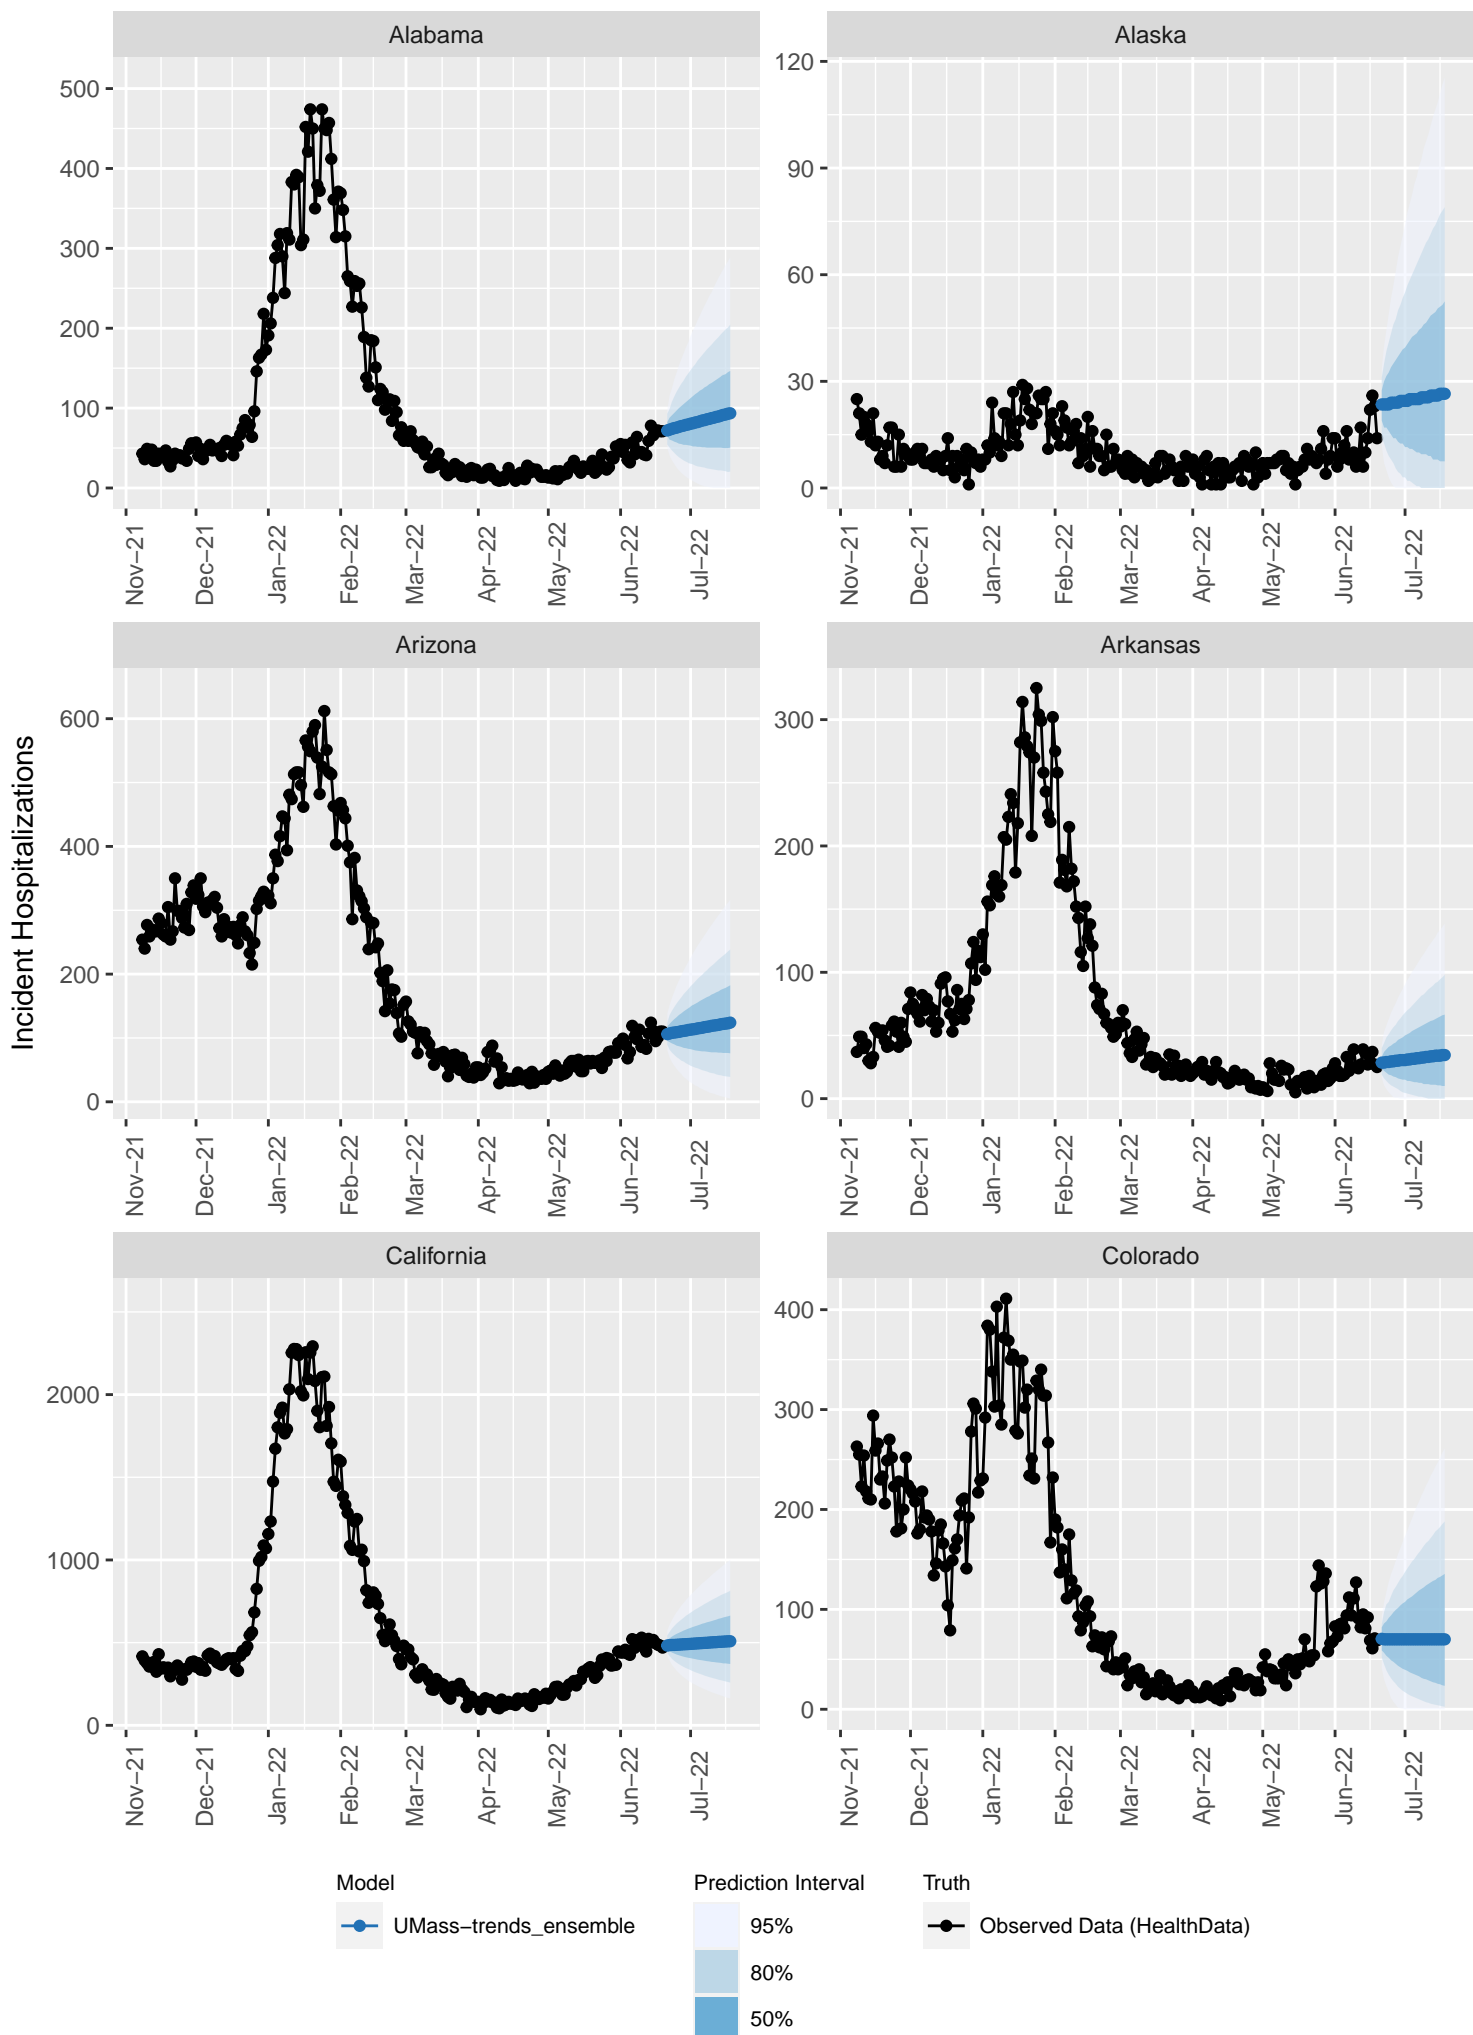 Alabama
Alaska
500
400
300
200
100
0
120
90
60
30
0
Nov−21 Dec−21 Jan−22 Feb−22 Mar−22 Apr−22 May−22 Jun−22 Jul−22
Nov−21 Dec−21 Jan−22 Feb−22 Mar−22 Apr−22 May−22 Jun−22 Jul−22
Incident Hospitalizations
Arizona
Arkansas
600
400
200
0
300
200
100
0
Nov−21 Dec−21 Jan−22 Feb−22 Mar−22 Apr−22 May−22 Jun−22 Jul−22
Nov−21 Dec−21 Jan−22 Feb−22 Mar−22 Apr−22 May−22 Jun−22 Jul−22
California
Colorado
2000
1000
0
400
300
200
100
0
Nov−21 Dec−21 Jan−22 Feb−22 Mar−22 Apr−22 May−22 Jun−22 Jul−22
Nov−21 Dec−21 Jan−22 Feb−22 Mar−22 Apr−22 May−22 Jun−22 Jul−22
Model
UMass−trends_ensemble
Prediction Interval
95%
80%
50%
Truth
Observed Data (HealthData)